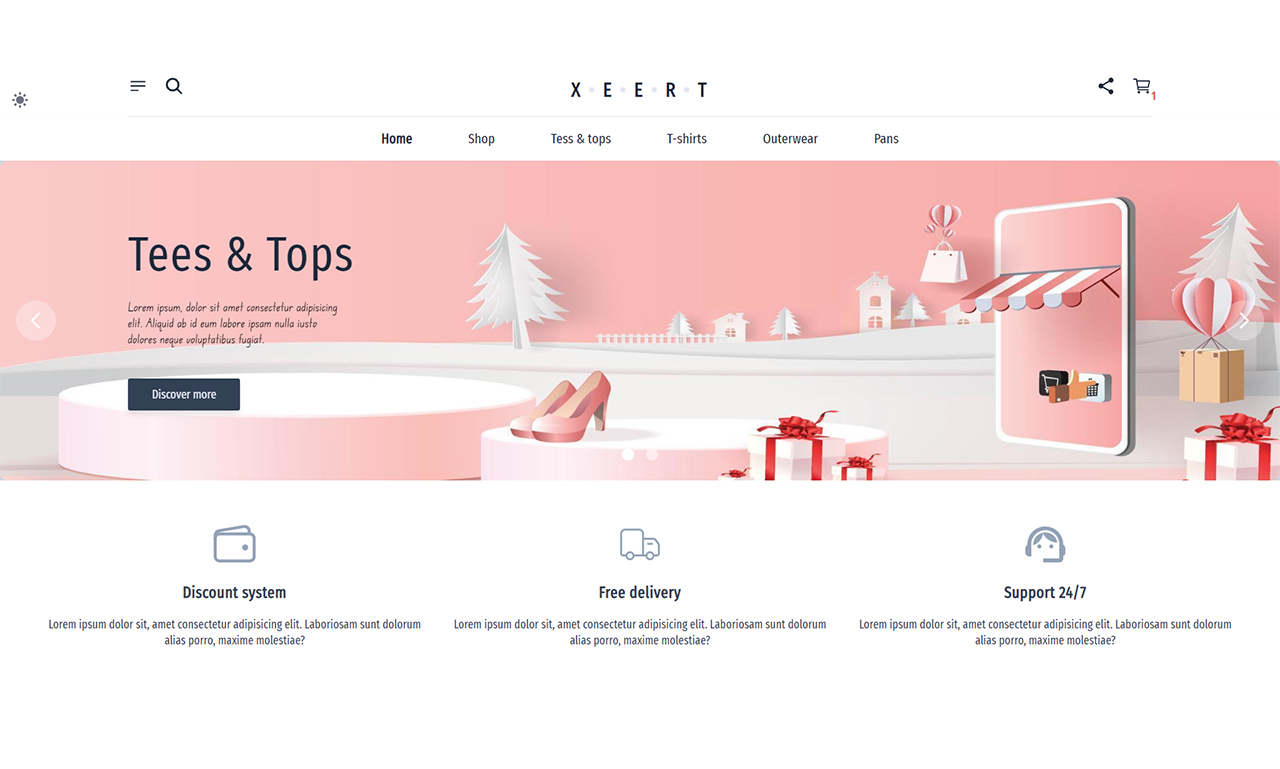 X E E R T
1
Home Shop Tess & tops T-shirts Outerwear Pans
Tees & Tops
Lorem ipsum, dolor sit amet consectetur adipisicing
elit. Aliquid ab id eum labore ipsam nulla iusto
dolores neque voluptatibus fugiat.
Discover more
Discount system
Lorem ipsum dolor sit, amet consectetur adipisicing elit. Laboriosam sunt dolorum
alias porro, maxime molestiae?
Free delivery
Lorem ipsum dolor sit, amet consectetur adipisicing elit. Laboriosam sunt dolorum
alias porro, maxime molestiae?
Support 24/7
Lorem ipsum dolor sit, amet consectetur adipisicing elit. Laboriosam sunt dolorum
alias porro, maxime molestiae?